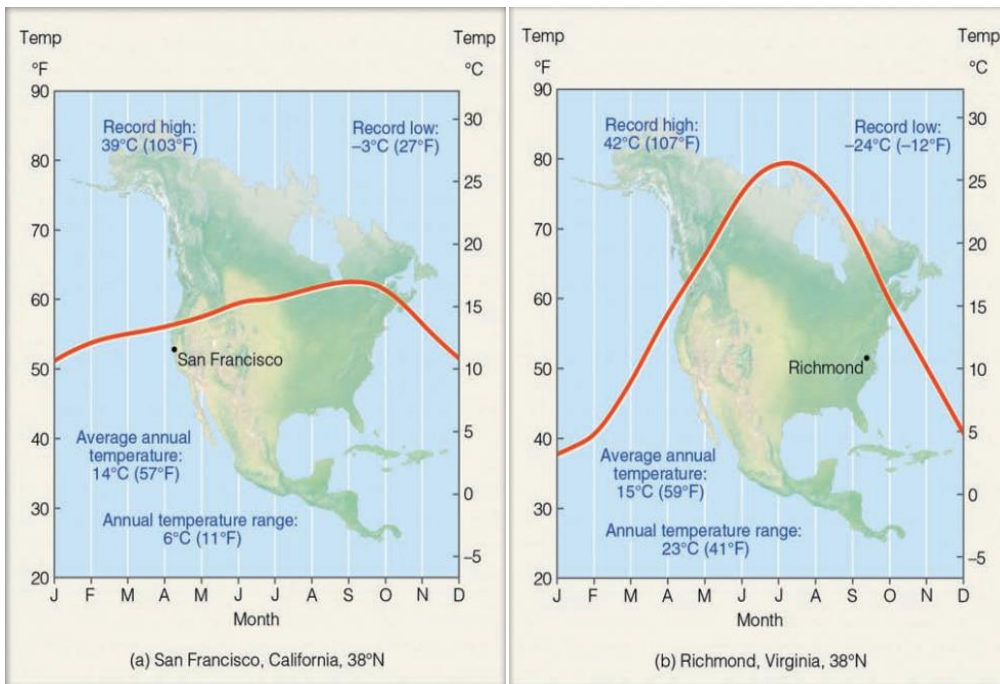 Temp
Temp
°F
°C
90
80
70
60
50
40
30
20
30
25
20
15
10
5
0
–5
Record high:
39°C (103°F)
Record low:
–3°C (27°F)
San Francisco
Average annual
temperature:
14°C (57°F)
Annual temperature range:
6°C (11°F)
J F M A M J J A S O N D
Month
(a) San Francisco, California, 38°N
Temp
Temp
°F
°C
90
80
70
60
50
40
30
20
30
25
20
15
10
5
0
–5
Record high:
42°C (107°F)
Record low:
–24°C (–12°F)
Richmond
Average annual
temperature:
15°C (59°F)
Annual temperature range:
23°C (41°F)
J F M A M J J A S O N D
Month
(b) Richmond, Virginia, 38°N